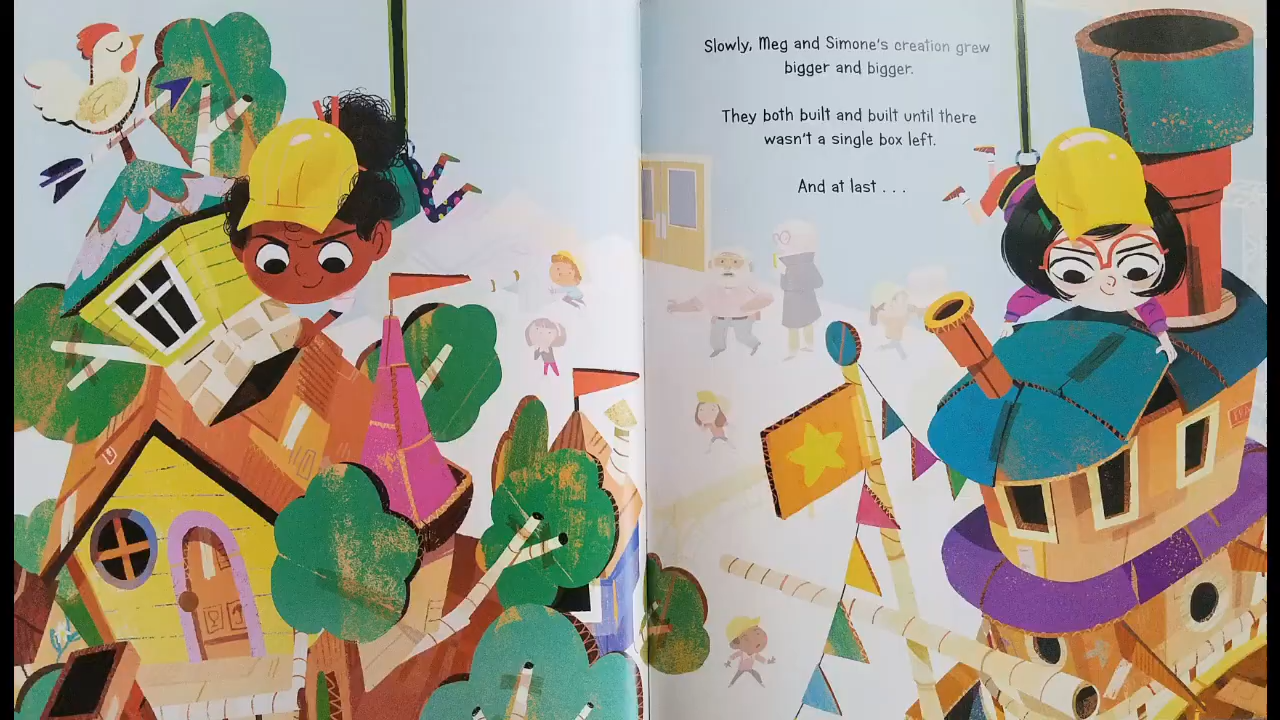 Slowly, Meg and Simone's creation grew
bigger and bigger.
They both built and built until there
wasn't a single box left.
And at last . . .